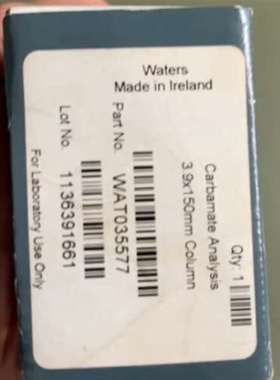 Waters
Made in Ireland
Qty: 1
Carbamate Analysis
3.9x150mm Column
Part No. WAT035577
Lot No. 1136391661
For Laboratory Use Only